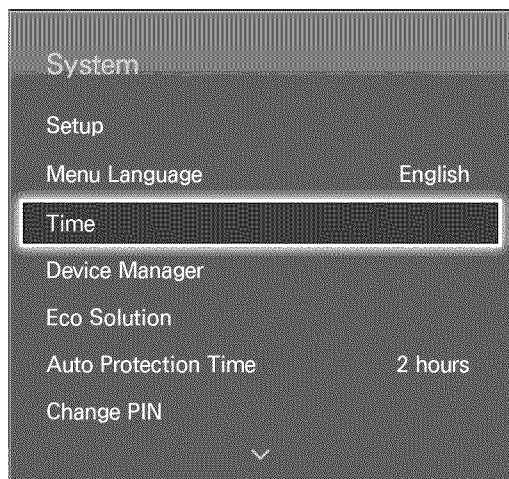 System
Setup
Menu Language English
Time
Device Manager
Eco Solution
Auto Protection Time 2 hours
Change PIN